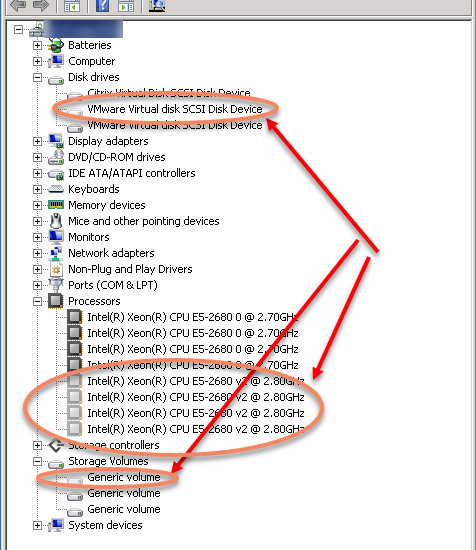 Batteries
Computer
Disk drives
Citrix Virtual Disk SCSI Disk Device
VMware Virtual disk SCSI Disk Device
VMware Virtual disk SCSI Disk Device
Display adapters
DVD/CD-ROM drives
IDE ATA/ATAPI controllers
Keyboards
Memory devices
Mice and other pointing devices
Monitors
Network adapters
Non-Plug and Play Drivers
Ports (COM & LPT)
Processors
Intel(R) Xeon(R) CPU E5-2680 0 @ 2.70GHz
Intel(R) Xeon(R) CPU E5-2680 0 @ 2.70GHz
Intel(R) Xeon(R) CPU E5-2680 0 @ 2.70GHz
Intel(R) Xeon(R) CPU E5-2680 0 @ 2.70GHz
Intel(R) Xeon(R) CPU E5-2680 v2 @ 2.80GHz
Intel(R) Xeon(R) CPU E5-2680 v2 @ 2.80GHz
Intel(R) Xeon(R) CPU E5-2680 v2 @ 2.80GHz
Intel(R) Xeon(R) CPU E5-2680 v2 @ 2.80GHz
Storage controllers
Storage Volumes
Generic volume
Generic volume
Generic volume
System devices